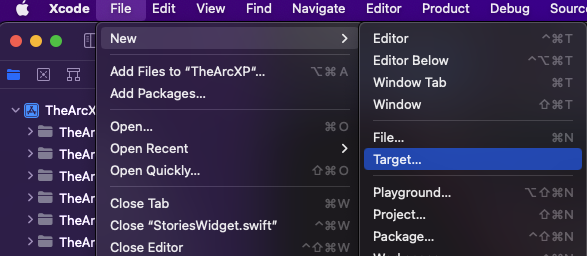 Xcode File Edit View Find Navigate Editor Product Debug Sourc
New
Add Files to “TheArcXP”... ⌥⌘A
Add Packages...
Open... ⌘O
Open Recent
Open Quickly... ⇧⌘O
Close Tab ⌘W
Close “StoriesWidget.swift” ^⌘W
Close Editor ^⇧⌘W
Editor ^⌘T
Editor Below ^⌥⌘T
Window Tab ⌘T
Window ⇧⌘T
File... ⌘N
Target...
Playground... ⌥⇧⌘N
Project... ⇧⌘N
Package... ^⇧⌘N
TheArcX
TheAr
TheAr
TheAr
TheAr
TheAr
TheAr